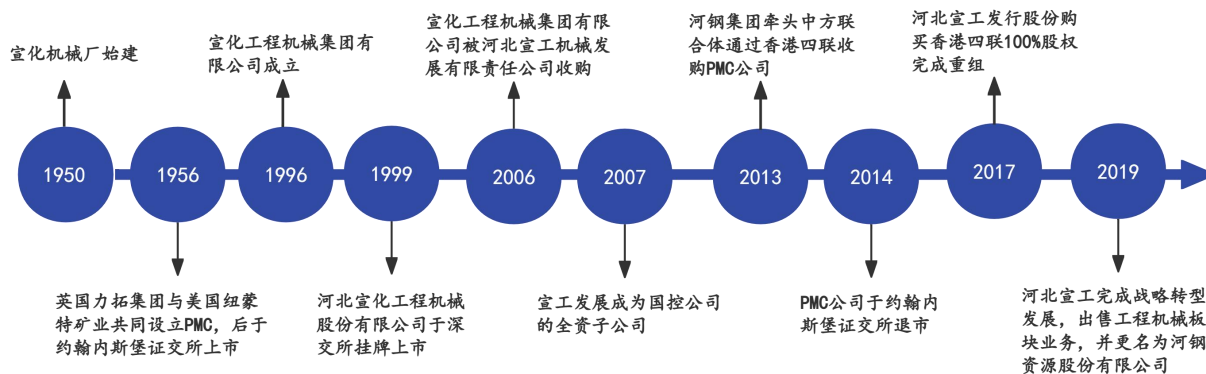 宣化机械厂始建
宣化工程机械集团有
限公司成立
宣化工程机械集团有限
公司被河北宣工机械发
展有限责任公司收购
河钢集团牵头中方联
合体通过香港四联收
购PMC公司
河北宣工发行股份购
买香港四联100%股权
完成重组
1950
1956
1996
1999
2006
2007
2013
2014
2017
2019
英国力拓集团与美国纽蒙
特矿业共同设立PMC，后于
约翰内斯堡证交所上市
河北宣化工程机械
股份有限公司于深
交所挂牌上市
宣工发展成为国控公司
的全资子公司
PMC公司于约翰内
斯堡证交所退市
河北宣工完成战略转型
发展，出售工程机械板
块业务，并更名为河钢
资源股份有限公司